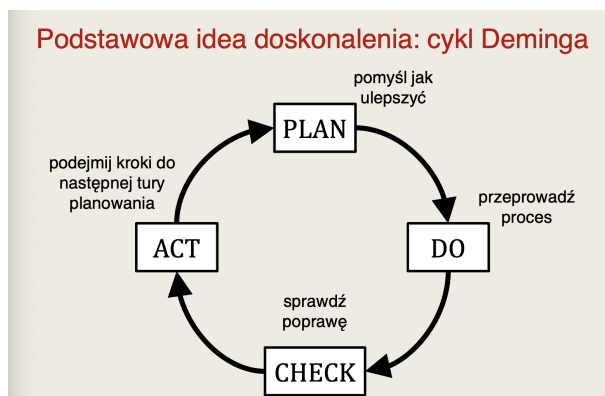 Podstawowa idea doskonalenia: cykl Deminga
pomyśl jak
ulepszyć
PLAN
podejmij kroki do
następnej tury
planowania
przeprowadź
proces
ACT
DO
sprawdź
poprawę
CHECK